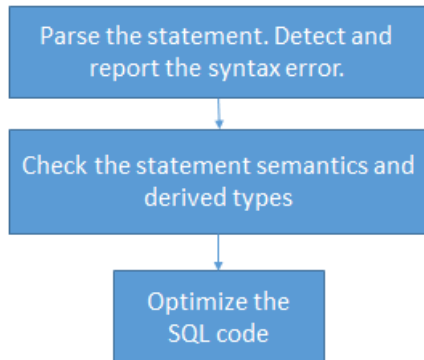 Parse the statement. Detect and
report the syntax error.
Check the statement semantics and
derived types
Optimize the
SQL code